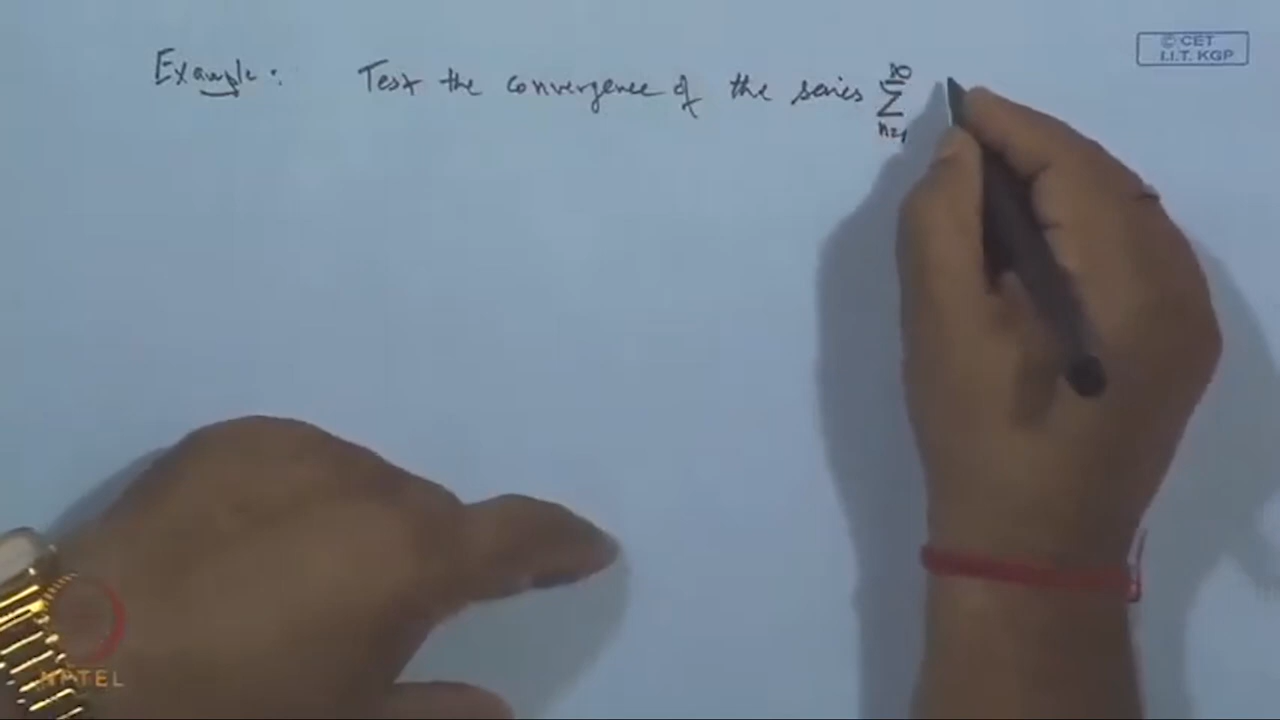 © CET
I.I.T. KGP
Example: Test the convergence of the series ∞
∑
n=1
NPTEL